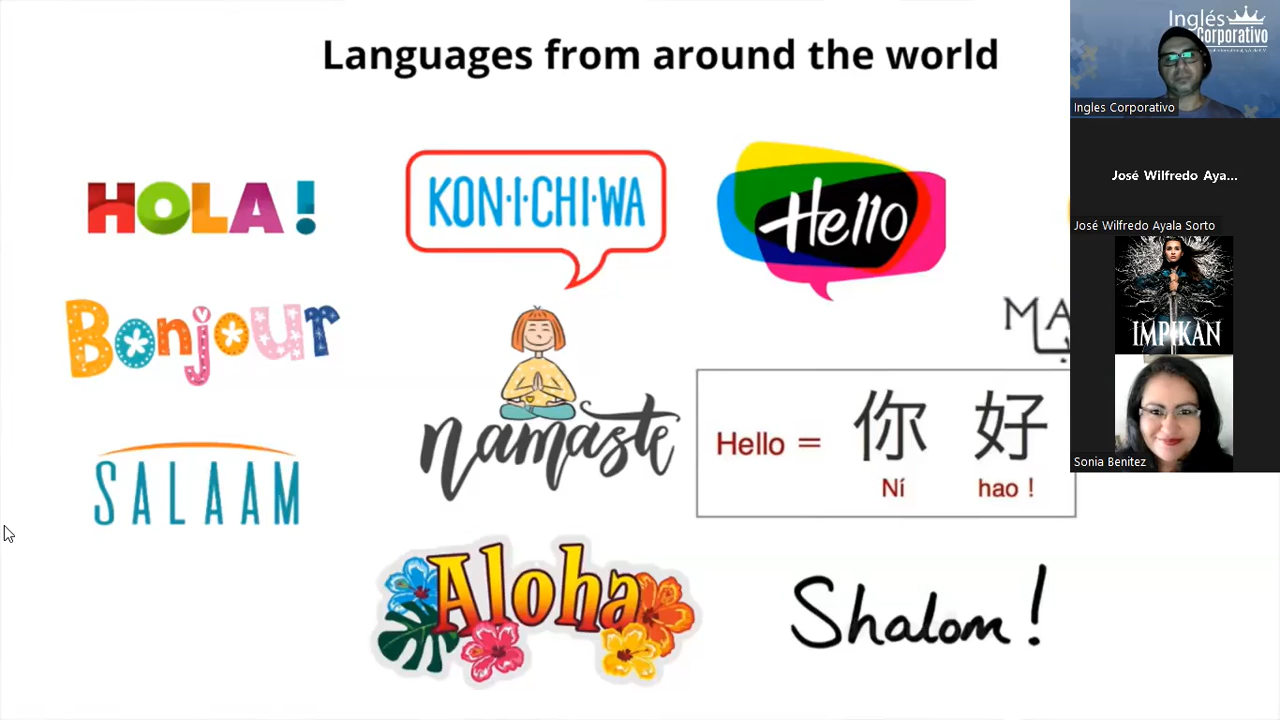 Languages from around the world
HOLA!
KON·I·CHI·WA
Hello
Bonjour
namaste
MA
Hello = 你 好
Ní hao !
SALAAM
Aloha
Shalom!
Inglés
Corporativo
Ingles Corporativo
José Wilfredo Aya...
José Wilfredo Ayala Sorto
IMPIKAN
Sonia Benitez